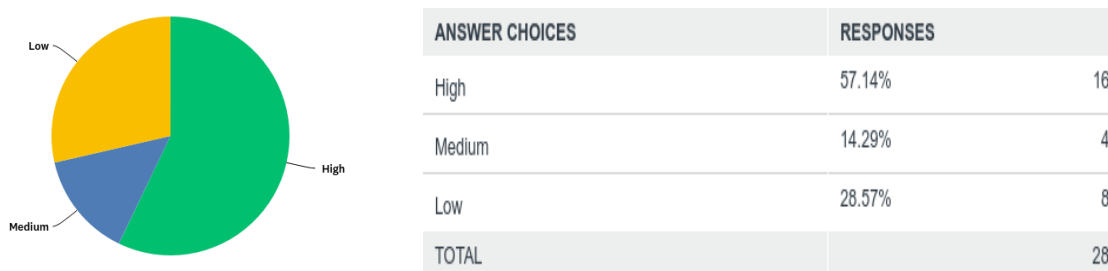 Low
High
Medium
ANSWER CHOICES RESPONSES
High 57.14% 16
Medium 14.29% 4
Low 28.57% 8
TOTAL 28